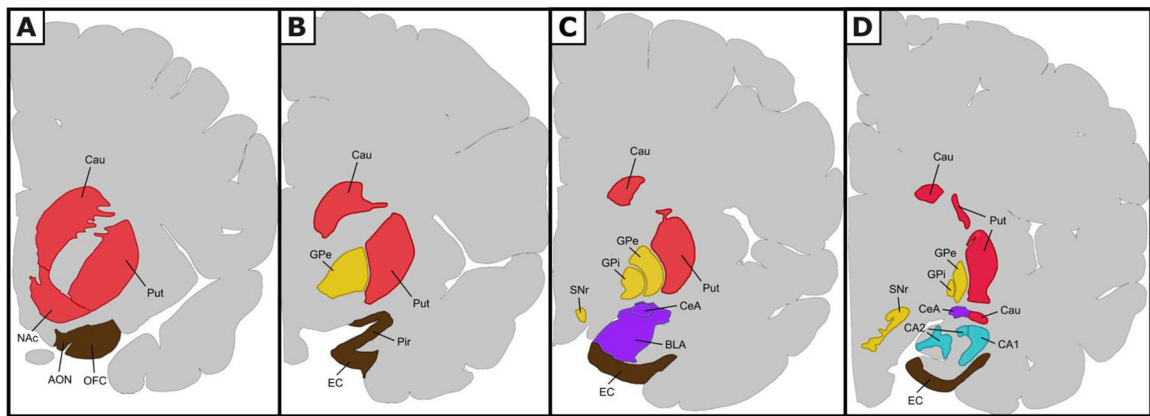 A
Cau
Put
NAc
AON
OFC
B
Cau
GPe
Put
Pir
EC
C
Cau
GPe
GPi
SNr
Put
CeA
BLA
EC
D
Cau
Put
GPe
GPi
SNr
CeA
Cau
CA2
CA1
EC